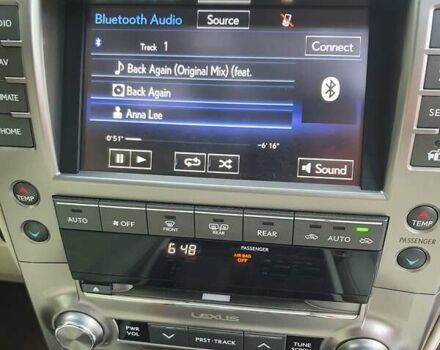 Bluetooth Audio Source
Track 1 Connect
Back Again (Original Mix) (feat.
Back Again
Anna Lee
0'51" -6'16"
Sound
NAV
HOME
TEMP
TEMP
AUTO OFF FRONT REAR REAR AUTO
PASSENGER
6:48 PASSENGER
AIR BAG
OFF
LEXUS
PWR
VOL PRST·TRACK TUNE
SCROLL